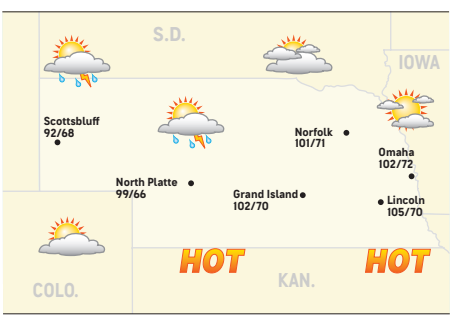 S.D.
IOWA
Scottsbluff
92/68
Norfolk
101/71
Omaha
102/72
North Platte
99/66
Grand Island
102/70
Lincoln
105/70
HOT
HOT
KAN.
COLO.